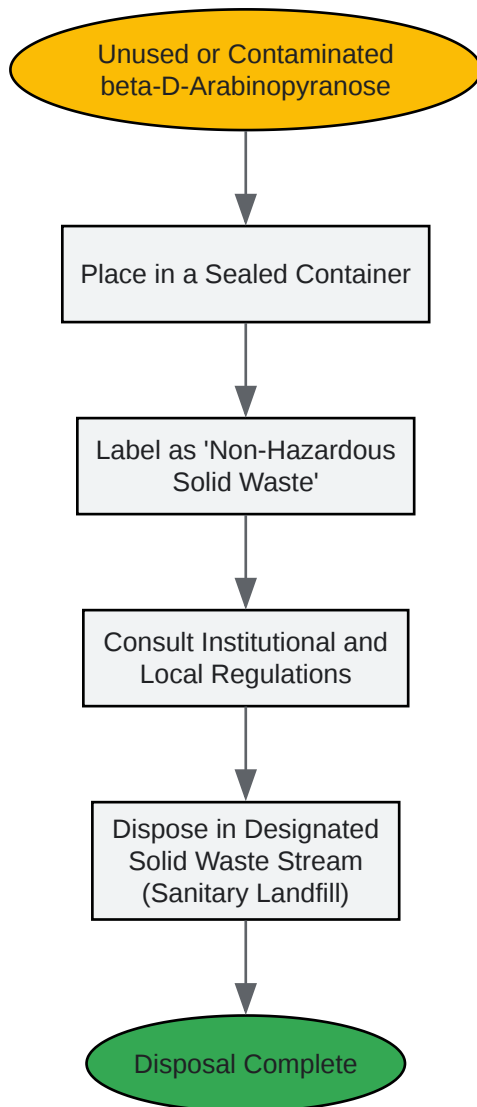 Unused or Contaminated
beta-D-Arabinopyranose
Place in a Sealed Container
Label as 'Non-Hazardous
Solid Waste'
Consult Institutional and
Local Regulations
Dispose in Designated
Solid Waste Stream
(Sanitary Landfill)
Disposal Complete